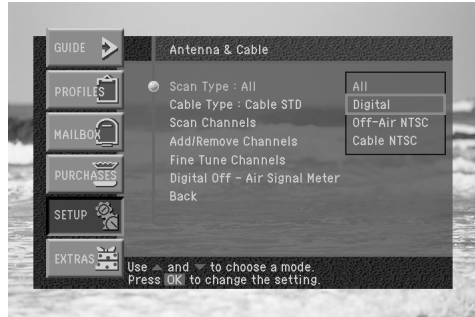 GUIDE
PROFILES
MAILBOX
PURCHASES
SETUP
EXTRAS
Antenna & Cable
Scan Type : All
Cable Type : Cable STD
Scan Channels
Add/Remove Channels
Fine Tune Channels
Digital Off - Air Signal Meter
Back
All
Digital
Off-Air NTSC
Cable NTSC
Use and to choose a mode.
Press OK to change the setting.